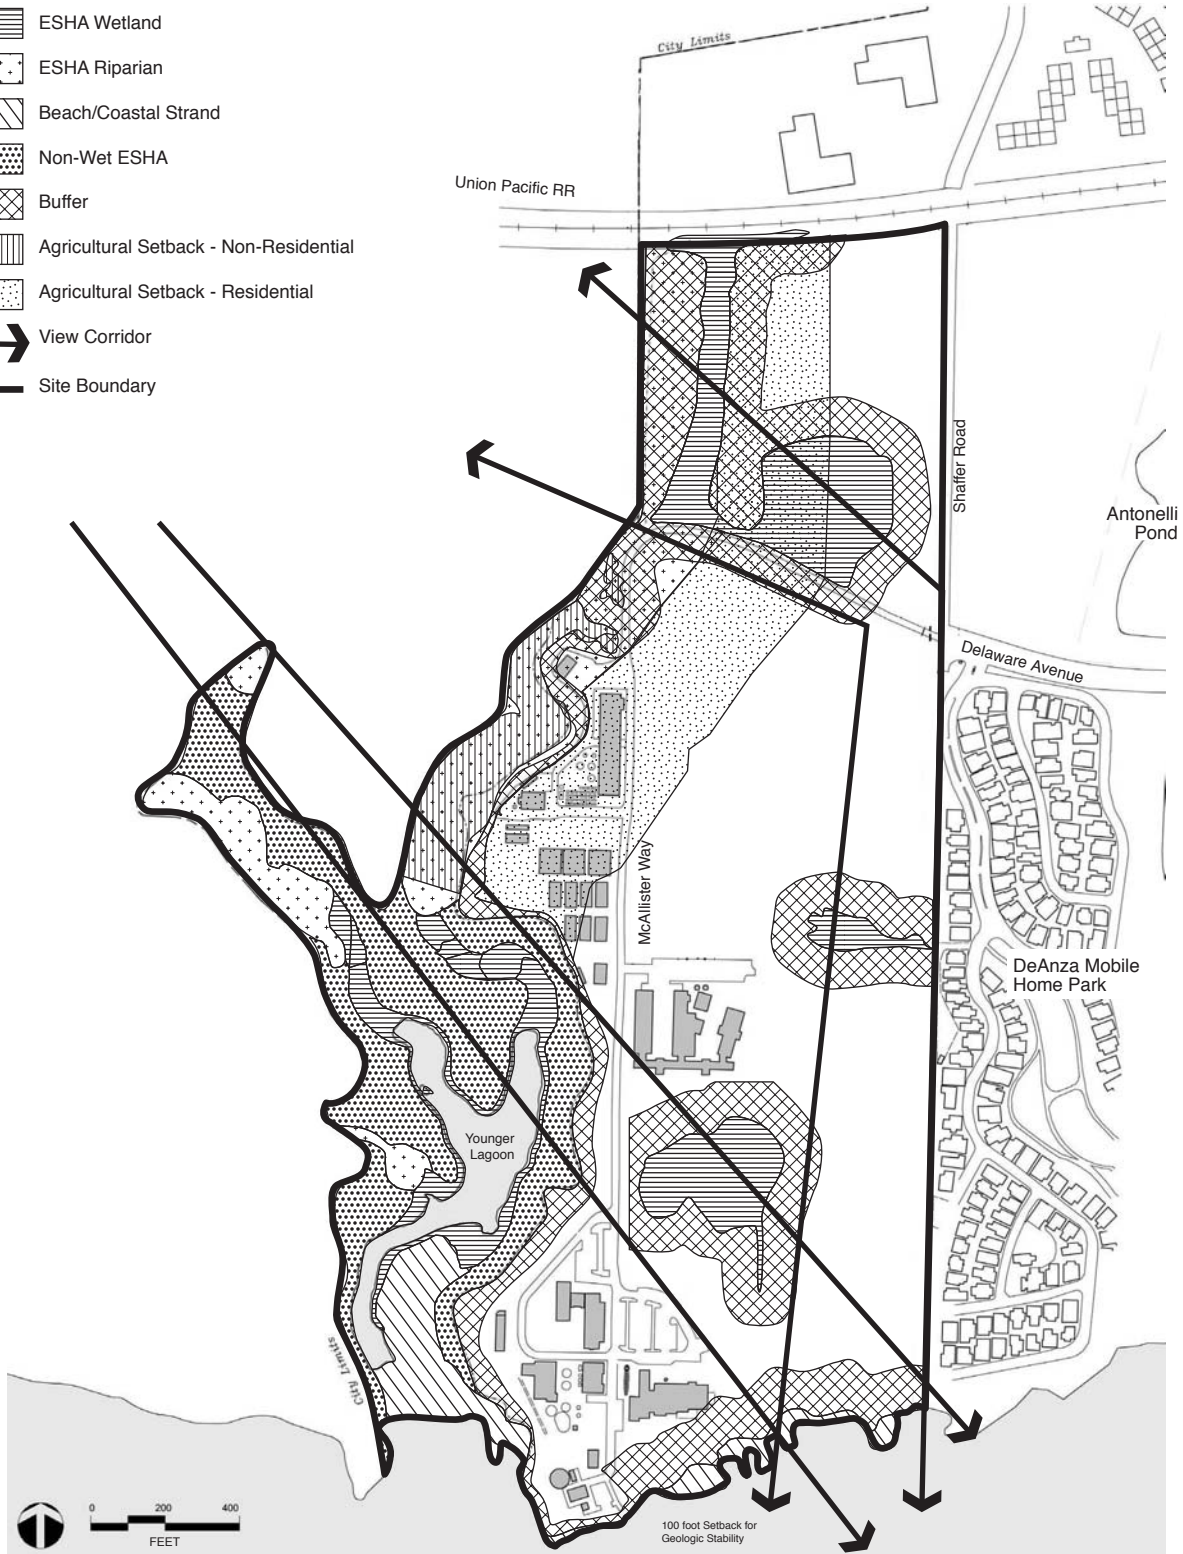 ESHA Wetland
ESHA Riparian
Beach/Coastal Strand
Non-Wet ESHA
Buffer
Agricultural Setback - Non-Residential
Agricultural Setback - Residential
View Corridor
Site Boundary
City Limits
Union Pacific RR
Shaffer Road
Antonelli
Pond
Delaware Avenue
McAllister Way
DeAnza Mobile
Home Park
Younger
Lagoon
City Limits
0 200 400
FEET
100 foot Setback for
Geologic Stability